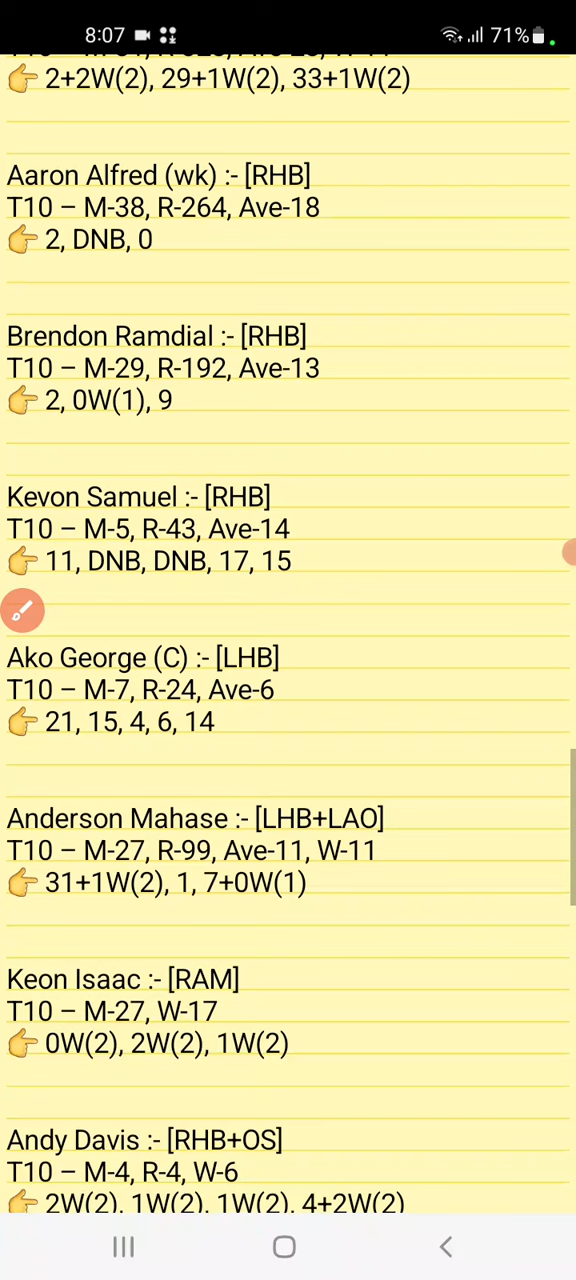 8:07 71%
👉 2+2W(2), 29+1W(2), 33+1W(2)
Aaron Alfred (wk) :- [RHB]
T10 – M-38, R-264, Ave-18
👉 2, DNB, 0
Brendon Ramdial :- [RHB]
T10 – M-29, R-192, Ave-13
👉 2, 0W(1), 9
Kevon Samuel :- [RHB]
T10 – M-5, R-43, Ave-14
👉 11, DNB, DNB, 17, 15
Ako George (C) :- [LHB]
T10 – M-7, R-24, Ave-6
👉 21, 15, 4, 6, 14
Anderson Mahase :- [LHB+LAO]
T10 – M-27, R-99, Ave-11, W-11
👉 31+1W(2), 1, 7+0W(1)
Keon Isaac :- [RAM]
T10 – M-27, W-17
👉 0W(2), 2W(2), 1W(2)
Andy Davis :- [RHB+OS]
T10 – M-4, R-4, W-6
👉 2W(2), 1W(2), 1W(2), 4+2W(2)